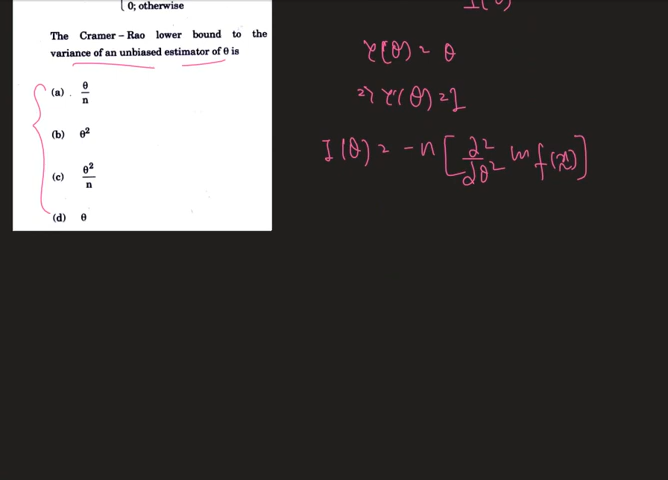 0; otherwise
I(θ)
The Cramer – Rao lower bound to the
variance of an unbiased estimator of θ is
(a) . θ/n
(b) θ²
(c) θ²/n
(d) θ
γ(θ) = θ
=) γ'(θ) = 1
I(θ) = - n [ ∂²/∂θ² ln f(x) ]